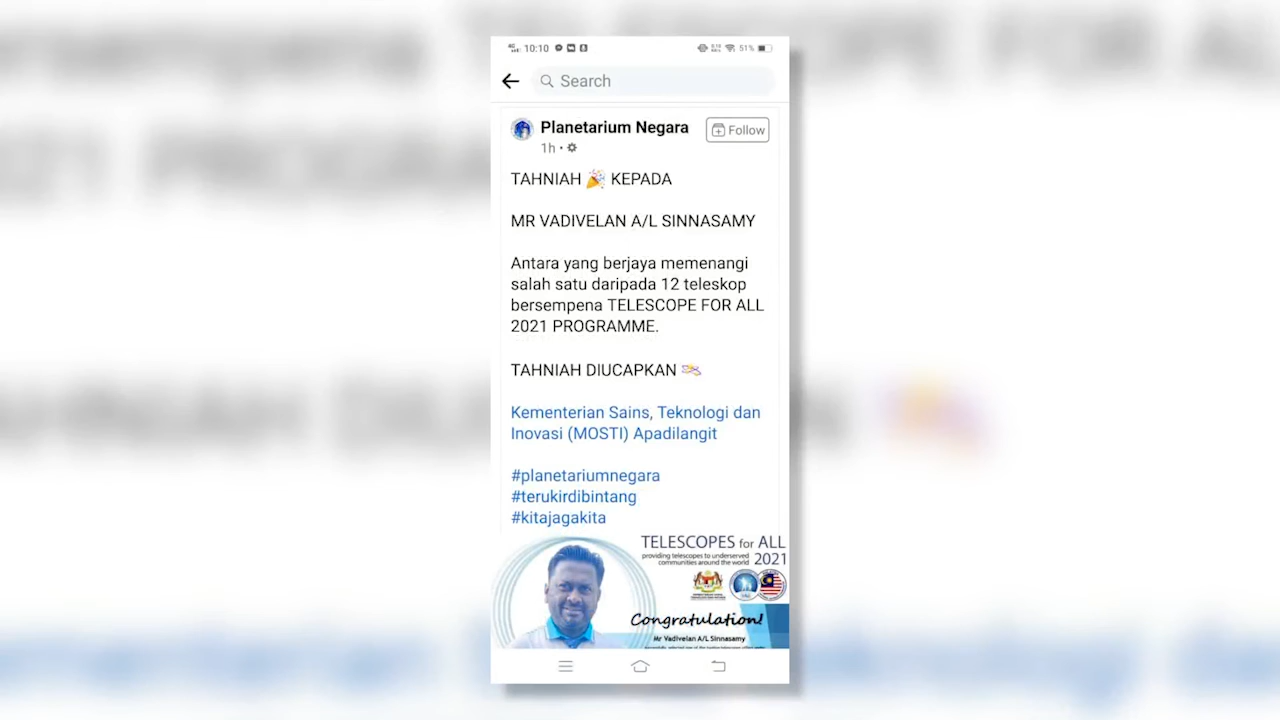 4G 10:10 51%
Search
Planetarium Negara
Follow
1h
TAHNIAH 🎉 KEPADA
MR VADIVELAN A/L SINNASAMY
Antara yang berjaya memenangi
salah satu daripada 12 teleskop
bersempena TELESCOPE FOR ALL
2021 PROGRAMME.
TAHNIAH DIUCAPKAN 🎊
Kementerian Sains, Teknologi dan
Inovasi (MOSTI) Apadilangit
#planetariumnegara
#terukirdibintang
#kitajagakita
TELESCOPES for ALL
providing telescopes to underserved
communities around the world 2021
Congratulation!
Mr Vadivelan A/L Sinnasamy